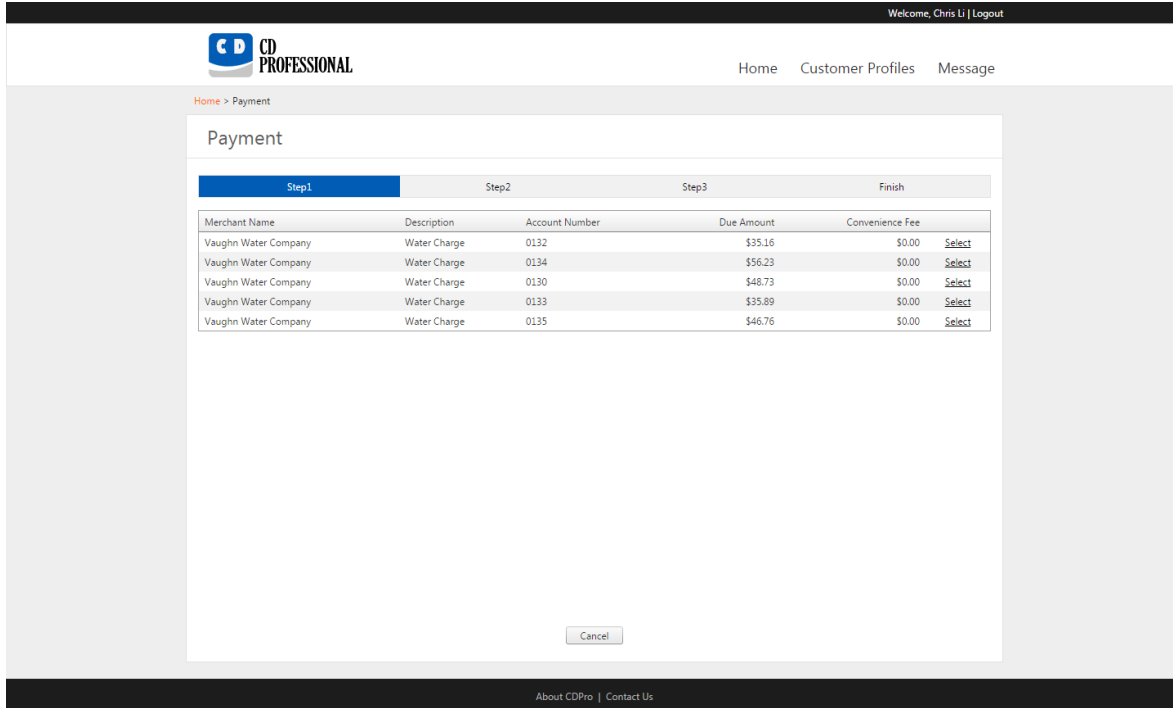 Welcome, Chris Li | Logout
C D
CD
PROFESSIONAL
Home Customer Profiles Message
Home > Payment
Payment
Step1 Step2 Step3 Finish
Merchant Name Description Account Number Due Amount Convenience Fee
Vaughn Water Company Water Charge 0132 $35.16 $0.00 Select
Vaughn Water Company Water Charge 0134 $56.23 $0.00 Select
Vaughn Water Company Water Charge 0130 $48.73 $0.00 Select
Vaughn Water Company Water Charge 0133 $35.89 $0.00 Select
Vaughn Water Company Water Charge 0135 $46.76 $0.00 Select
Cancel
About CDPro | Contact Us